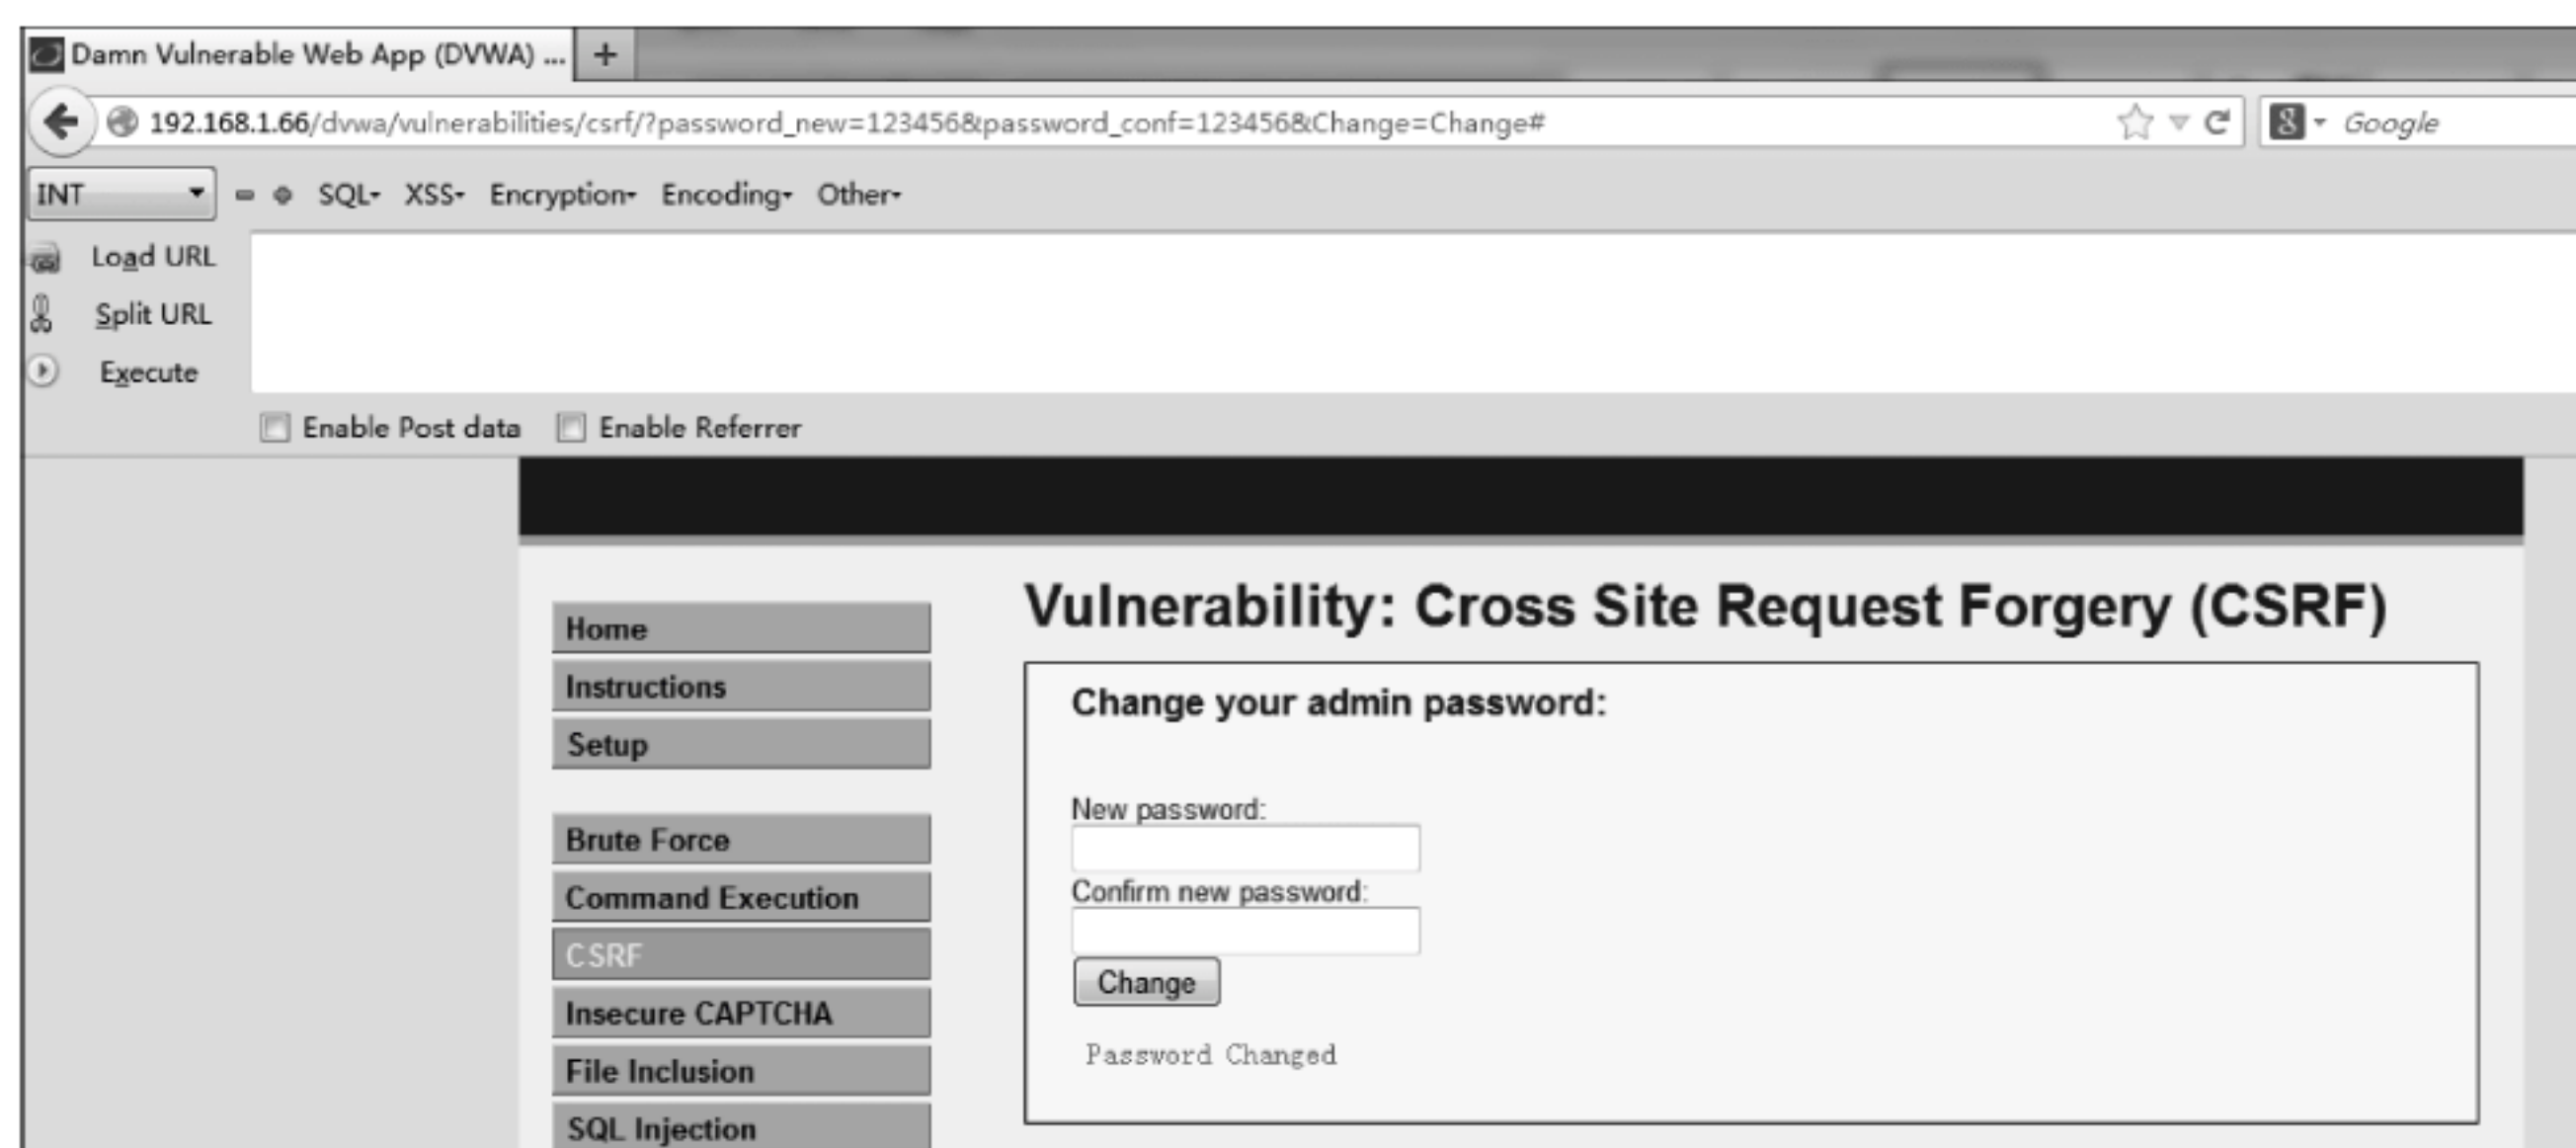 Damn Vulnerable Web App (DVWA) ...
192.168.1.66/dvwa/vulnerabilities/csrf/?password_new=123456&password_conf=123456&Change=Change#
Google
INT SQL XSS Encryption Encoding Other
Load URL
Split URL
Execute
Enable Post data Enable Referrer
Vulnerability: Cross Site Request Forgery (CSRF)
Home
Instructions
Setup
Brute Force
Command Execution
CSRF
Insecure CAPTCHA
File Inclusion
SQL Injection
Change your admin password:
New password:
Confirm new password:
Change
Password Changed